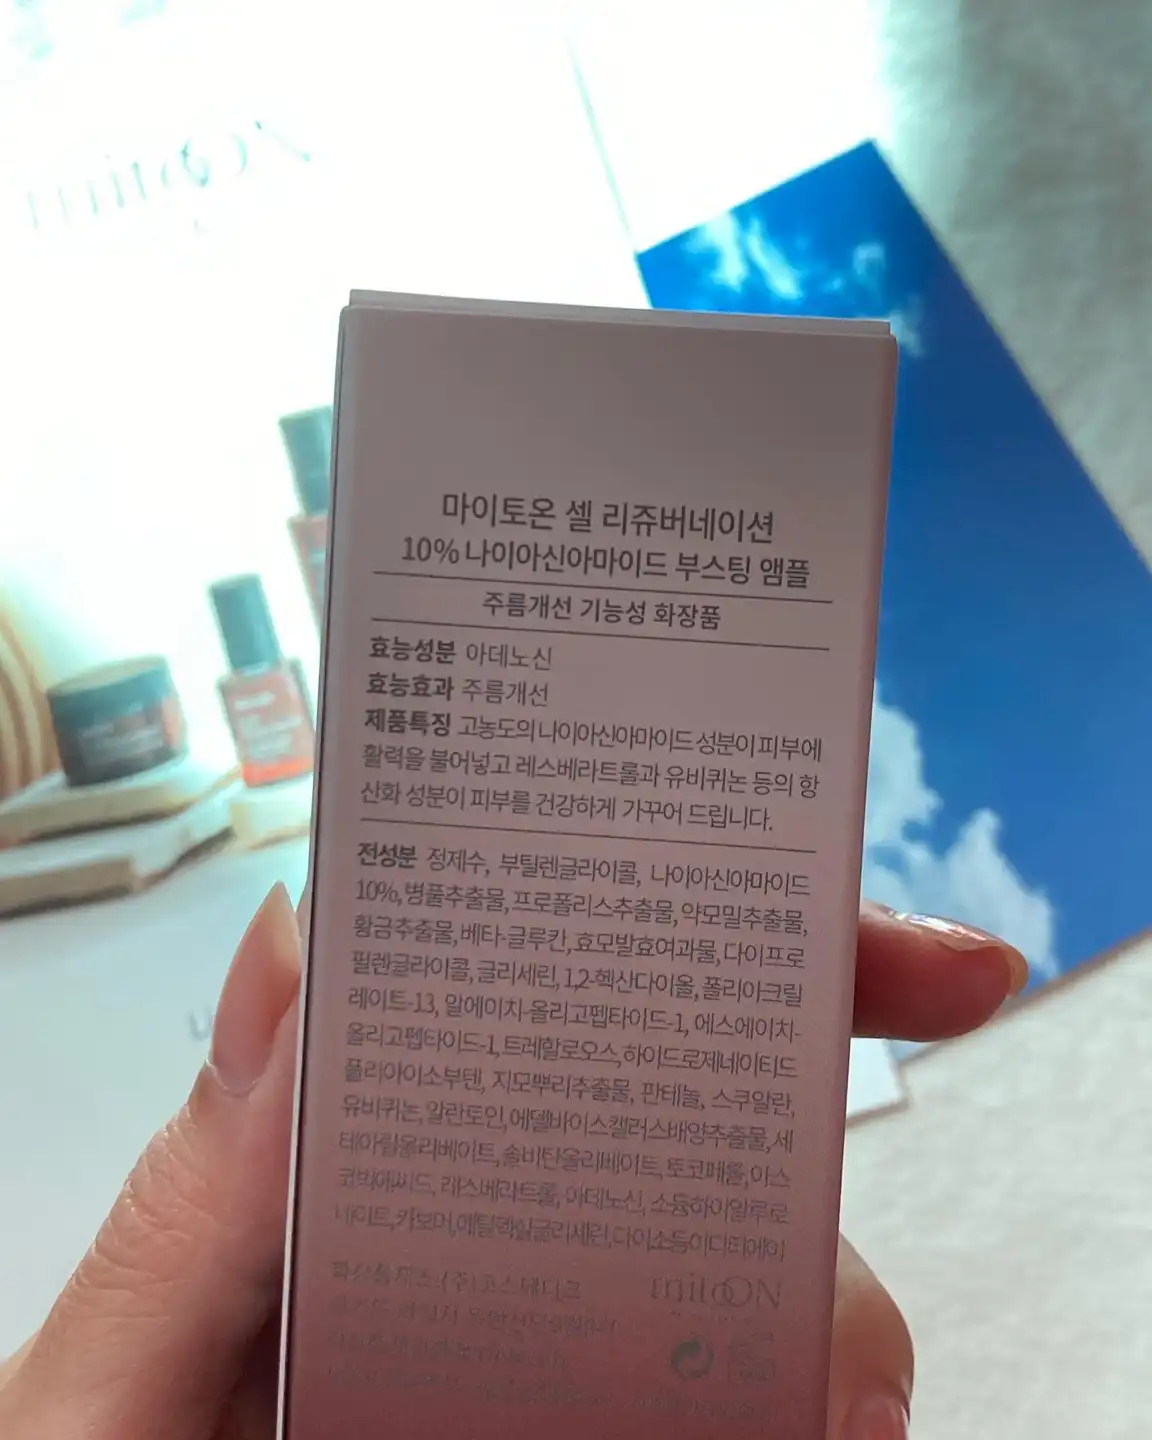 마이토온 셀 리쥬버네이션
10% 나이아신아마이드 부스팅 앰플
주름개선 기능성 화장품
효능성분 아데노신
효능효과 주름개선
제품특징 고농도의 나이아신아마이드 성분이 피부에
활력을 불어넣고 레스베라트롤과 유비퀴논 등의 항
산화 성분이 피부를 건강하게 가꾸어 드립니다.
전성분 정제수, 부틸렌글라이콜, 나이아신아마이드
10%, 병풀추출물, 프로폴리스추출물, 약모밀추출물,
황금추출물, 베타-글루칸, 효모발효여과물, 다이프로
필렌글라이콜, 글리세린, 1,2-헥산다이올, 폴리아크릴
레이트-13, 알에이치-올리고펩타이드-1, 에스에이치-
올리고펩타이드-1, 트레할로오스, 하이드로제네이티드
폴리아이소부텐, 지모뿌리추출물, 판테놀, 스쿠알란,
유비퀴논, 알란토인, 에델바이스캘러스배양추출물, 세
테아릴올리베이트, 솔비탄올리베이트, 토코페롤, 아스
코빅애씨드, 레스베라트롤, 아데노신, 소듐하이알루로
네이트, 카보머, 에틸헥실글리세린, 다이소듐이디티에이
mitoON